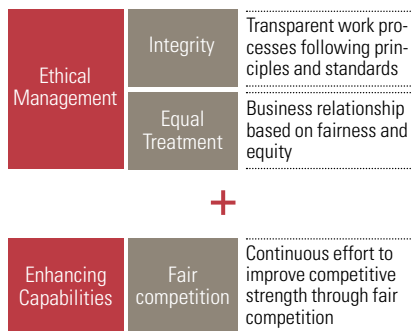 Ethical
Management
Integrity
Transparent work pro-
cesses following prin-
ciples and standards
Equal
Treatment
Business relationship
based on fairness and
equity
+
Enhancing
Capabilities
Fair
competition
Continuous effort to
improve competitive
strength through fair
competition